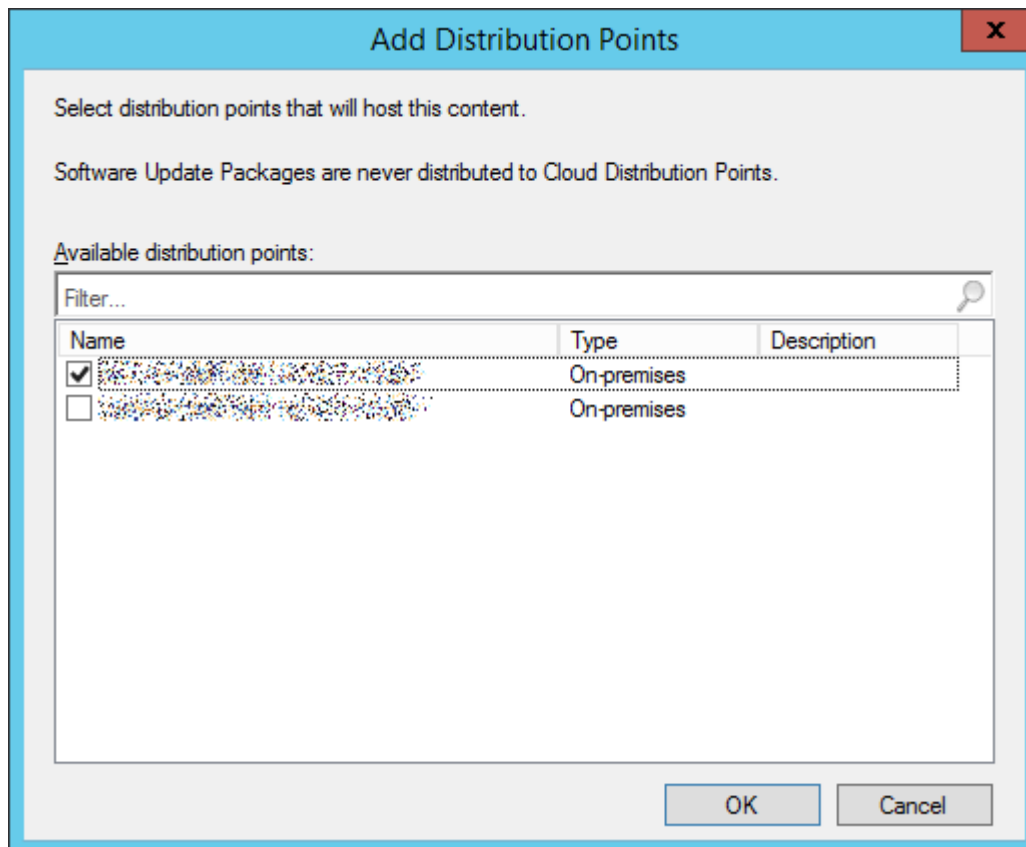 Add Distribution Points
x
Select distribution points that will host this content.
Software Update Packages are never distributed to Cloud Distribution Points.
Available distribution points:
Filter...
Name Type Description
On-premises
On-premises
OK Cancel